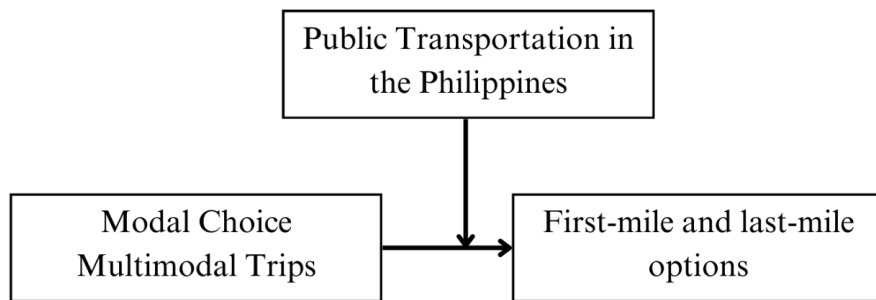 Public Transportation in
the Philippines
Modal Choice
Multimodal Trips
First-mile and last-mile
options